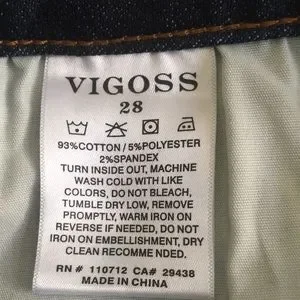 VIGOSS
28
93%COTTON / 5%POLYESTER
2%SPANDEX
TURN INSIDE OUT, MACHINE
WASH COLD WITH LIKE
COLORS, DO NOT BLEACH,
TUMBLE DRY LOW, REMOVE
PROMPTLY, WARM IRON ON
REVERSE IF NEEDED, DO NOT
IRON ON EMBELLISHMENT, DRY
CLEAN RECOMME NDED.
RN # 110712 CA# 29438
MADE IN CHINA